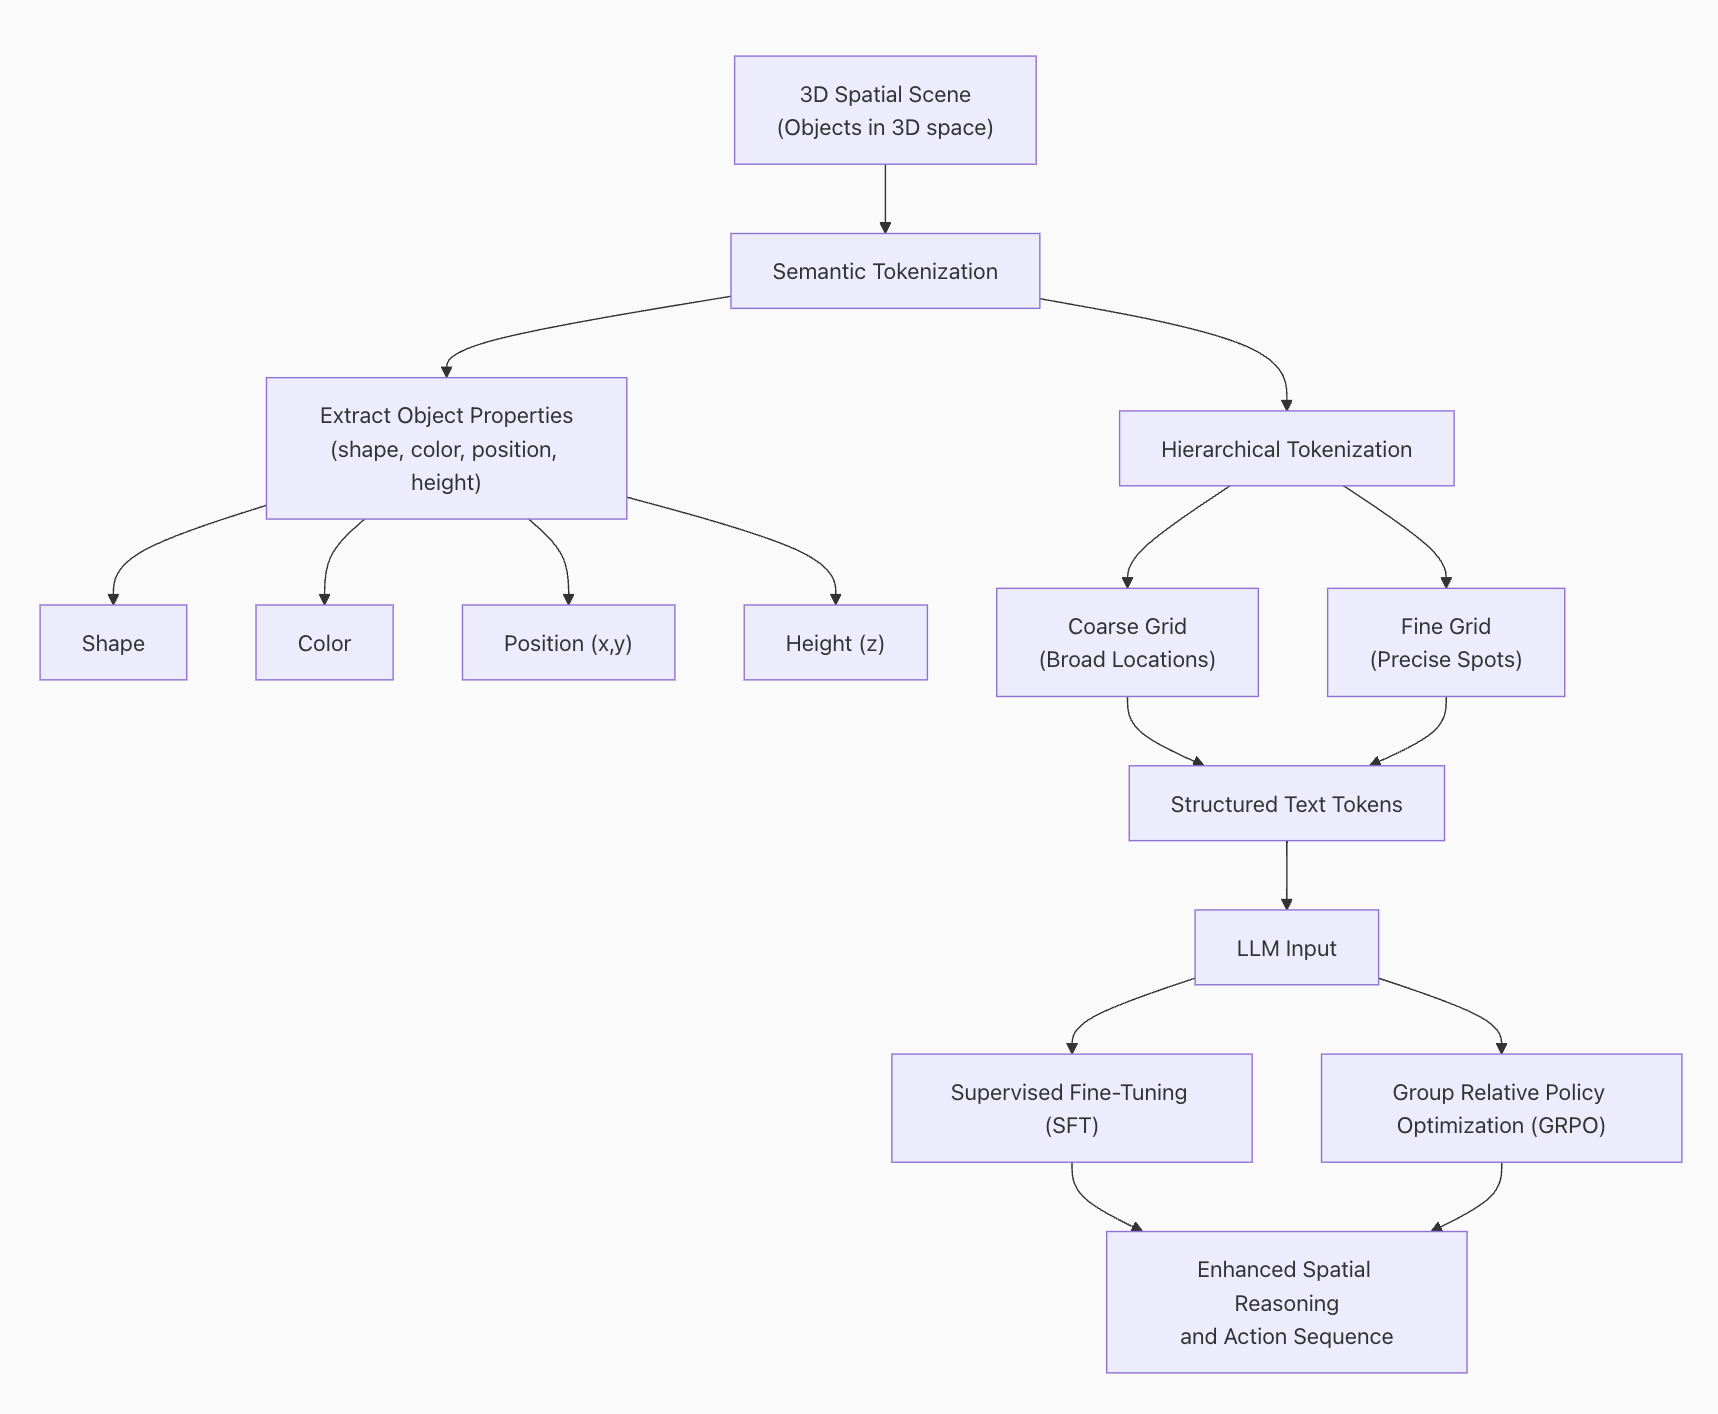 3D Spatial Scene
(Objects in 3D space)
Semantic Tokenization
Extract Object Properties
(shape, color, position,
height)
Hierarchical Tokenization
Shape
Color
Position (x,y)
Height (z)
Coarse Grid
(Broad Locations)
Fine Grid
(Precise Spots)
Structured Text Tokens
LLM Input
Supervised Fine-Tuning
(SFT)
Group Relative Policy
Optimization (GRPO)
Enhanced Spatial
Reasoning
and Action Sequence